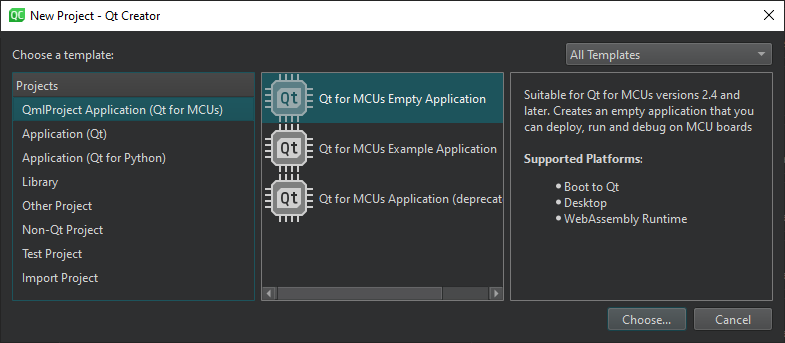 New Project - Qt Creator
Choose a template:
All Templates
Projects
QmlProject Application (Qt for MCUs)
Application (Qt)
Application (Qt for Python)
Library
Other Project
Non-Qt Project
Test Project
Import Project
Qt for MCUs Empty Application
Qt for MCUs Example Application
Qt for MCUs Application (deprecat
Suitable for Qt for MCUs versions 2.4 and
later. Creates an empty application that you
can deploy, run and debug on MCU boards
Supported Platforms:
• Boot to Qt
• Desktop
• WebAssembly Runtime
Choose...
Cancel